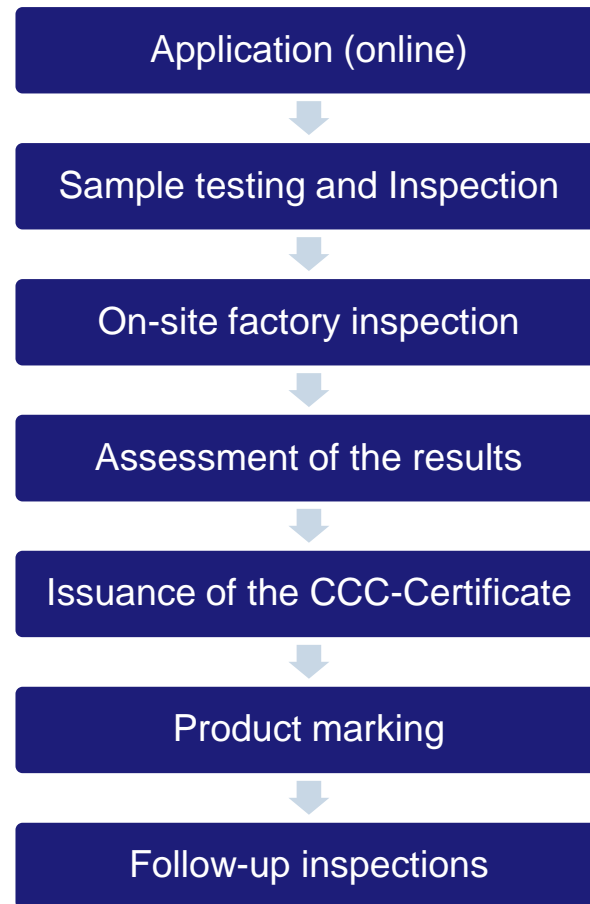 Application (online)
Sample testing and Inspection
On-site factory inspection
Assessment of the results
Issuance of the CCC-Certificate
Product marking
Follow-up inspections